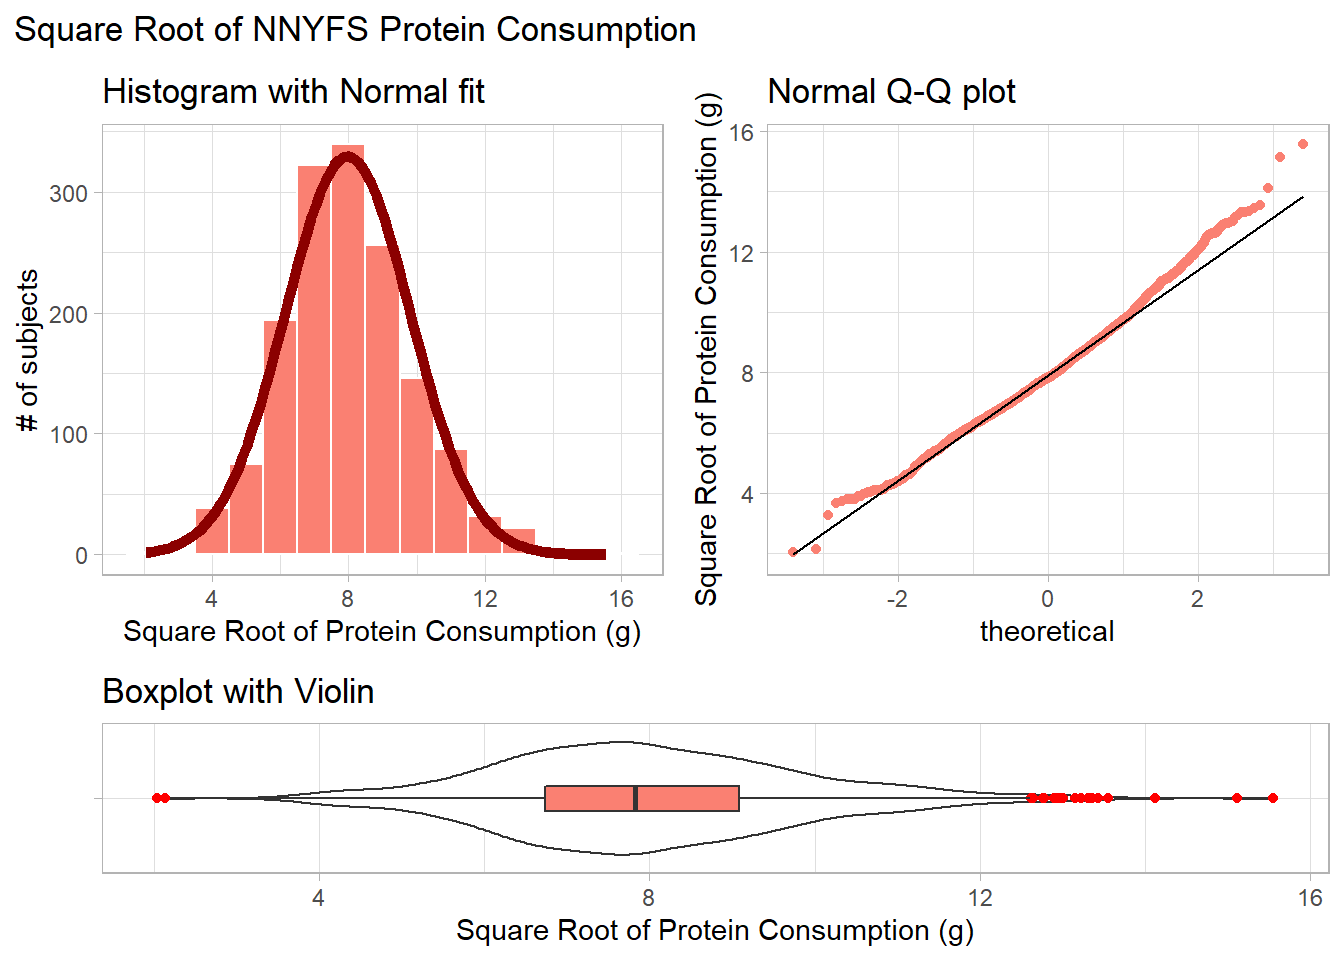 Square Root of NNYFS Protein Consumption
Histogram with Normal fit
300
200
100
0
# of subjects
4 8 12 16
Square Root of Protein Consumption (g)
Normal Q-Q plot
16
12
8
4
Square Root of Protein Consumption (g)
-2 0 2
theoretical
Boxplot with Violin
4 8 12 16
Square Root of Protein Consumption (g)